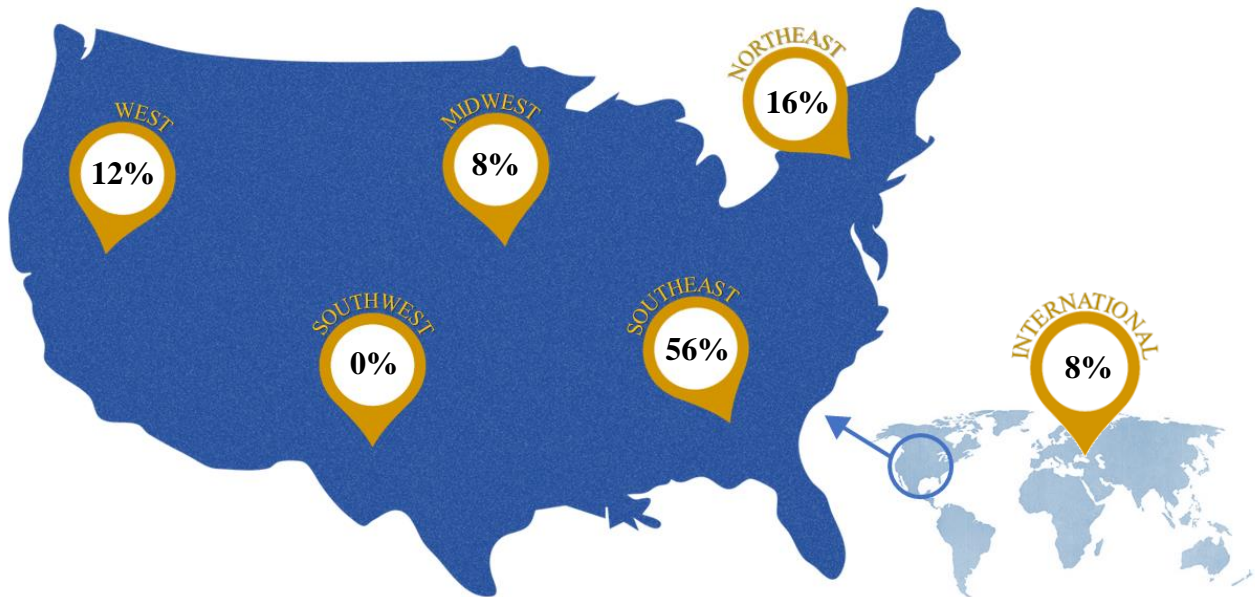 NORTHEAST
16%
WEST
12%
MIDWEST
8%
SOUTHWEST
0%
SOUTHEAST
56%
INTERNATIONAL
8%